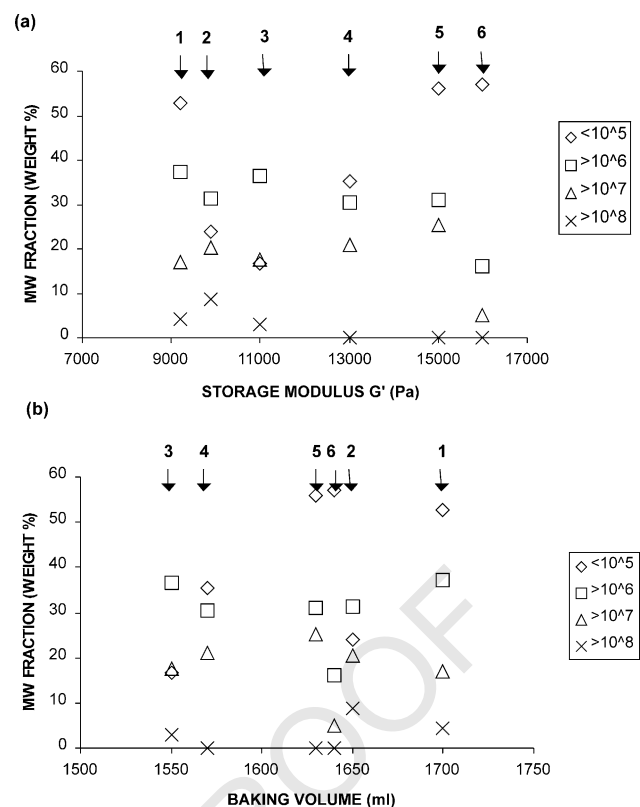 (a)
1 2 3 4 5 6
60
50
40
30
20
10
0
MW FRACTION (WEIGHT %)
7000 9000 11000 13000 15000 17000
STORAGE MODULUS G' (Pa)
<10^5
>10^6
>10^7
>10^8
(b)
3 4 5 6 2 1
60
50
40
30
20
10
0
MW FRACTION (WEIGHT %)
1500 1550 1600 1650 1700 1750
BAKING VOLUME (ml)
<10^5
>10^6
>10^7
>10^8
PROOF